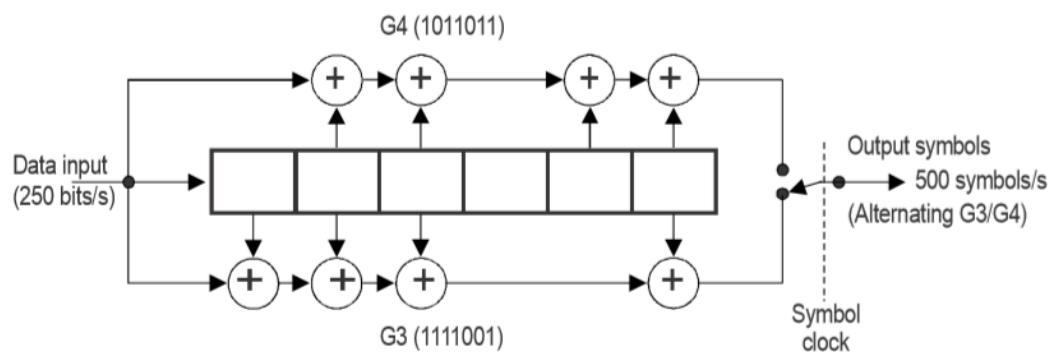 G4 (1011011)
Data input
(250 bits/s)
Output symbols
500 symbols/s
(Alternating G3/G4)
G3 (1111001)
Symbol
clock